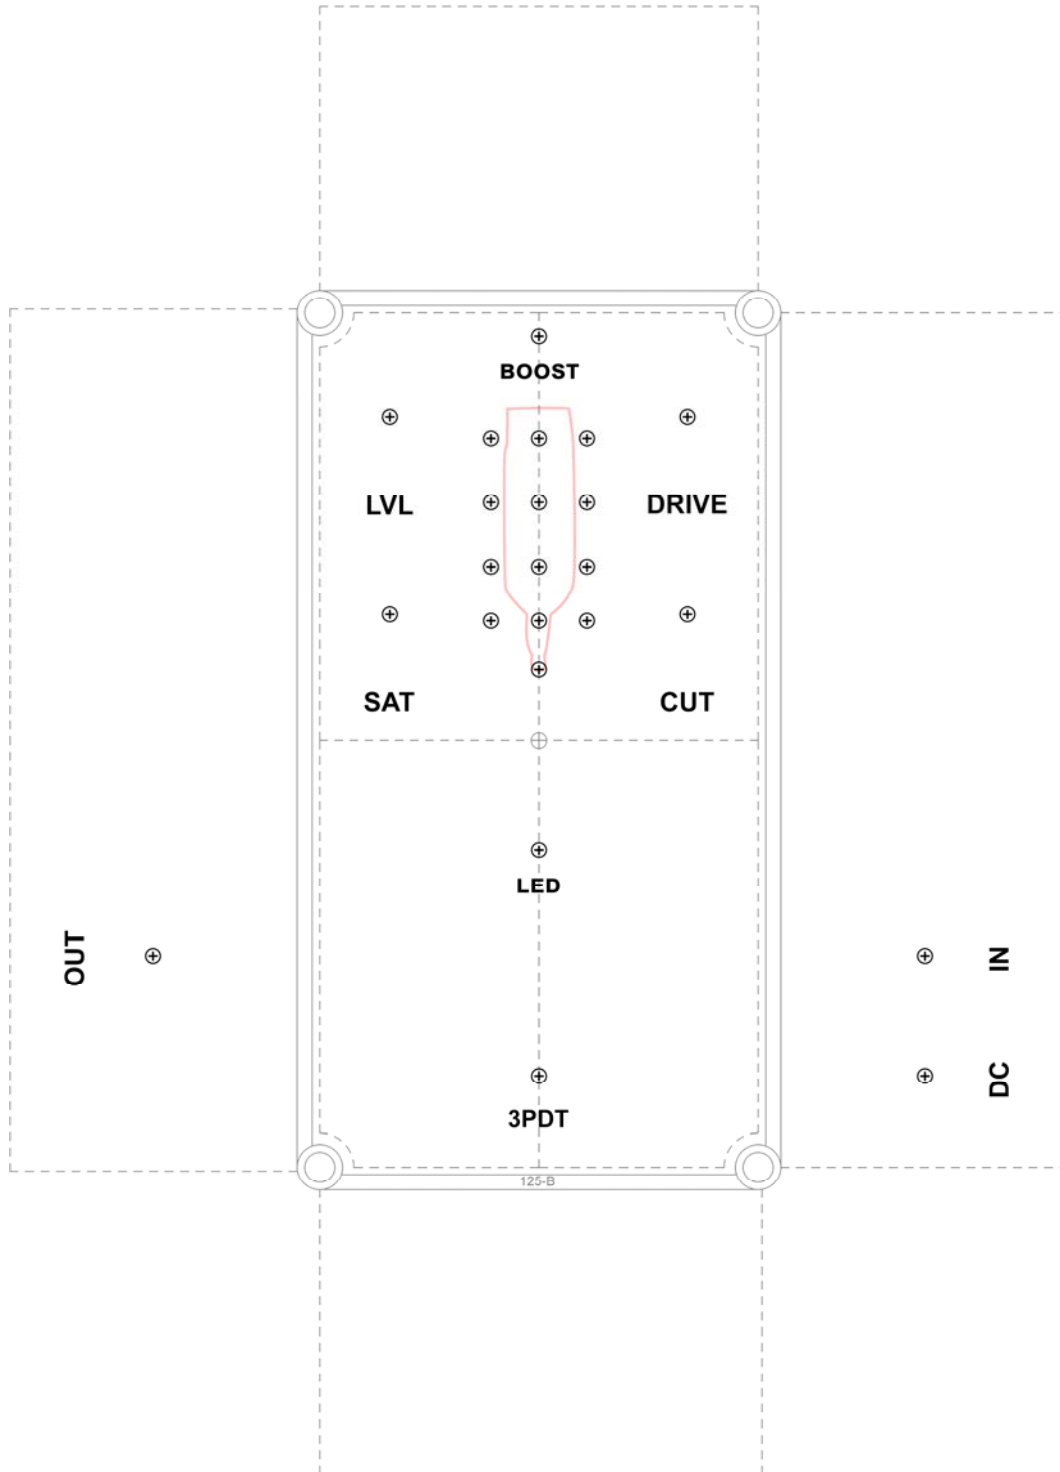 BOOST
LVL
DRIVE
SAT
CUT
LED
OUT
IN
DC
3PDT
125-B